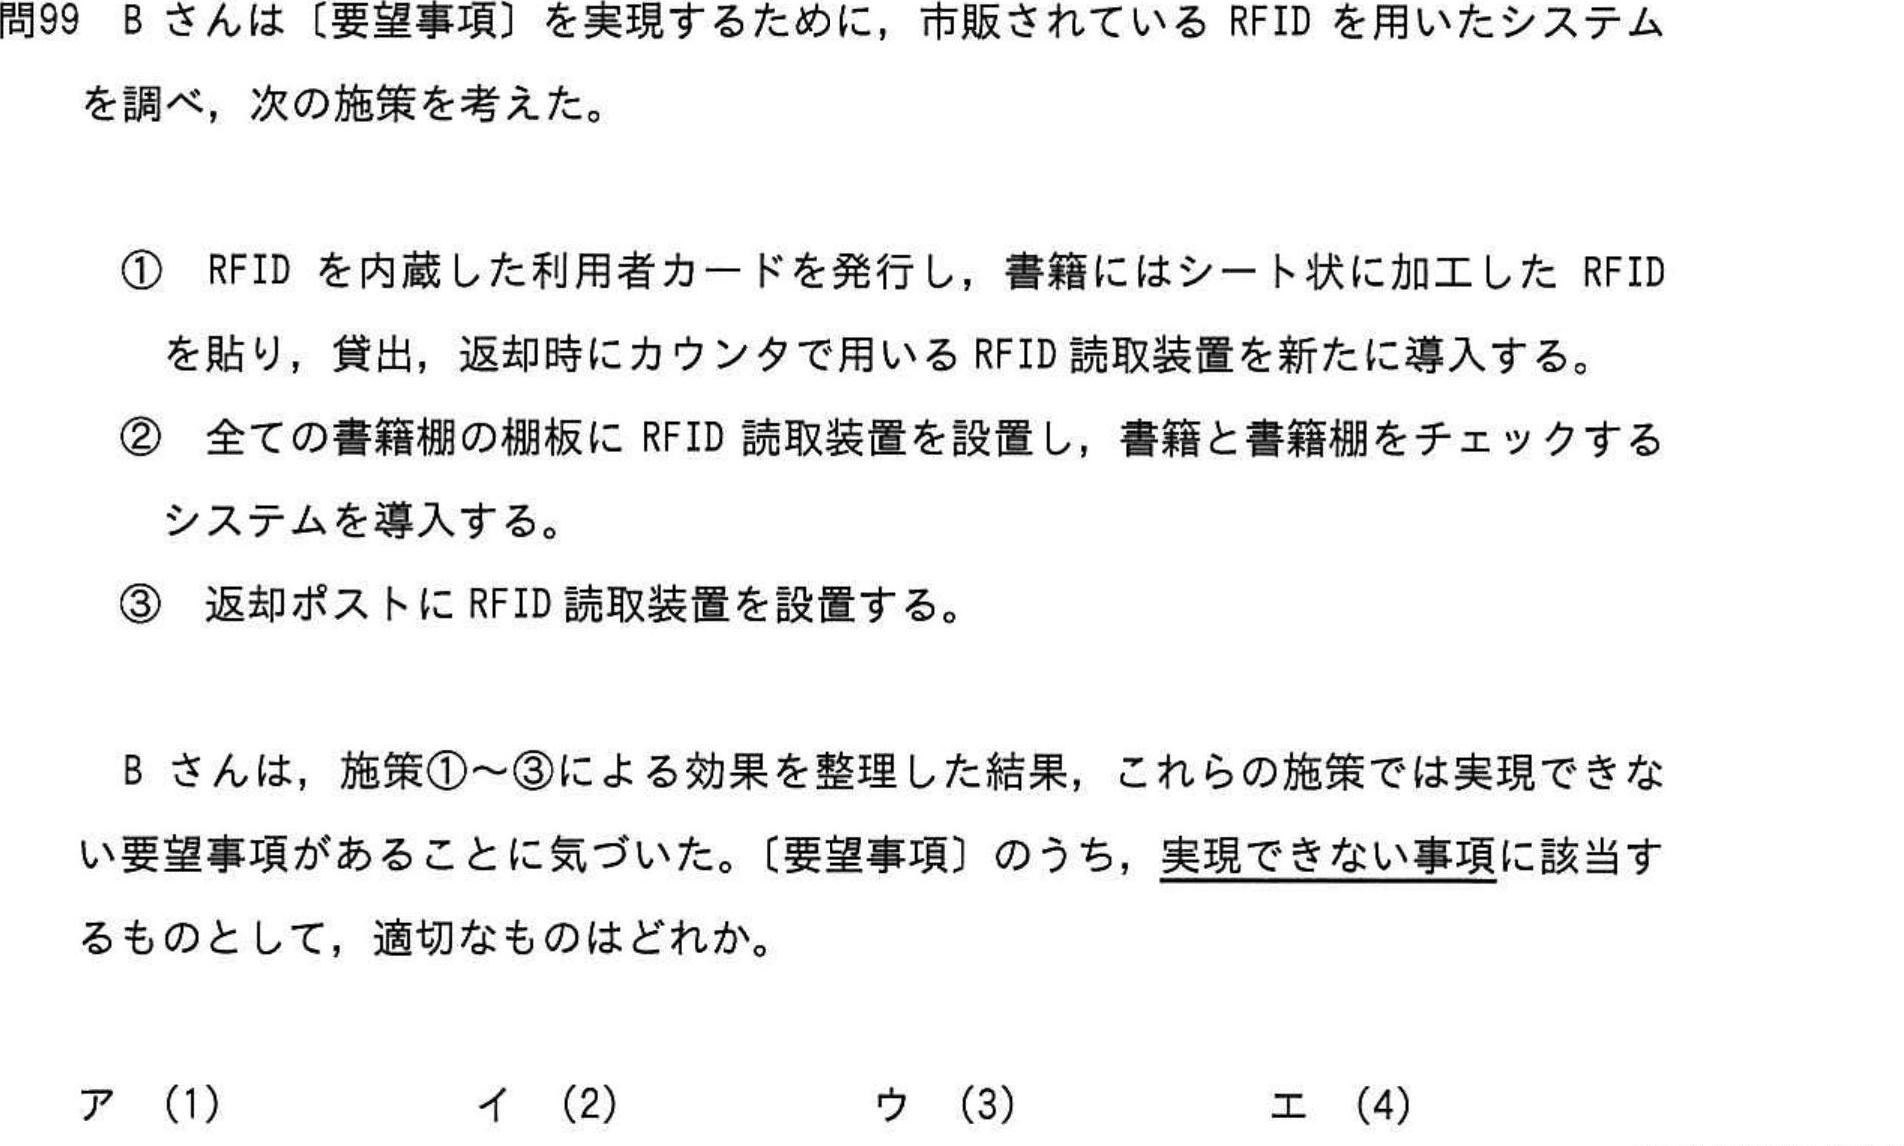 問99 Bさんは〔要望事項〕を実現するために，市販されている RFID を用いたシステム
を調べ，次の施策を考えた。
① RFID を内蔵した利用者カードを発行し，書籍にはシート状に加工した RFID
を貼り，貸出，返却時にカウンタで用いる RFID 読取装置を新たに導入する。
② 全ての書籍棚の棚板に RFID 読取装置を設置し，書籍と書籍棚をチェックする
システムを導入する。
③ 返却ポストに RFID 読取装置を設置する。
B さんは，施策①～③による効果を整理した結果，これらの施策では実現できな
い要望事項があることに気づいた。〔要望事項〕のうち，実現できない事項に該当す
るものとして，適切なものはどれか。
ア (1) イ (2) ウ (3) エ (4)